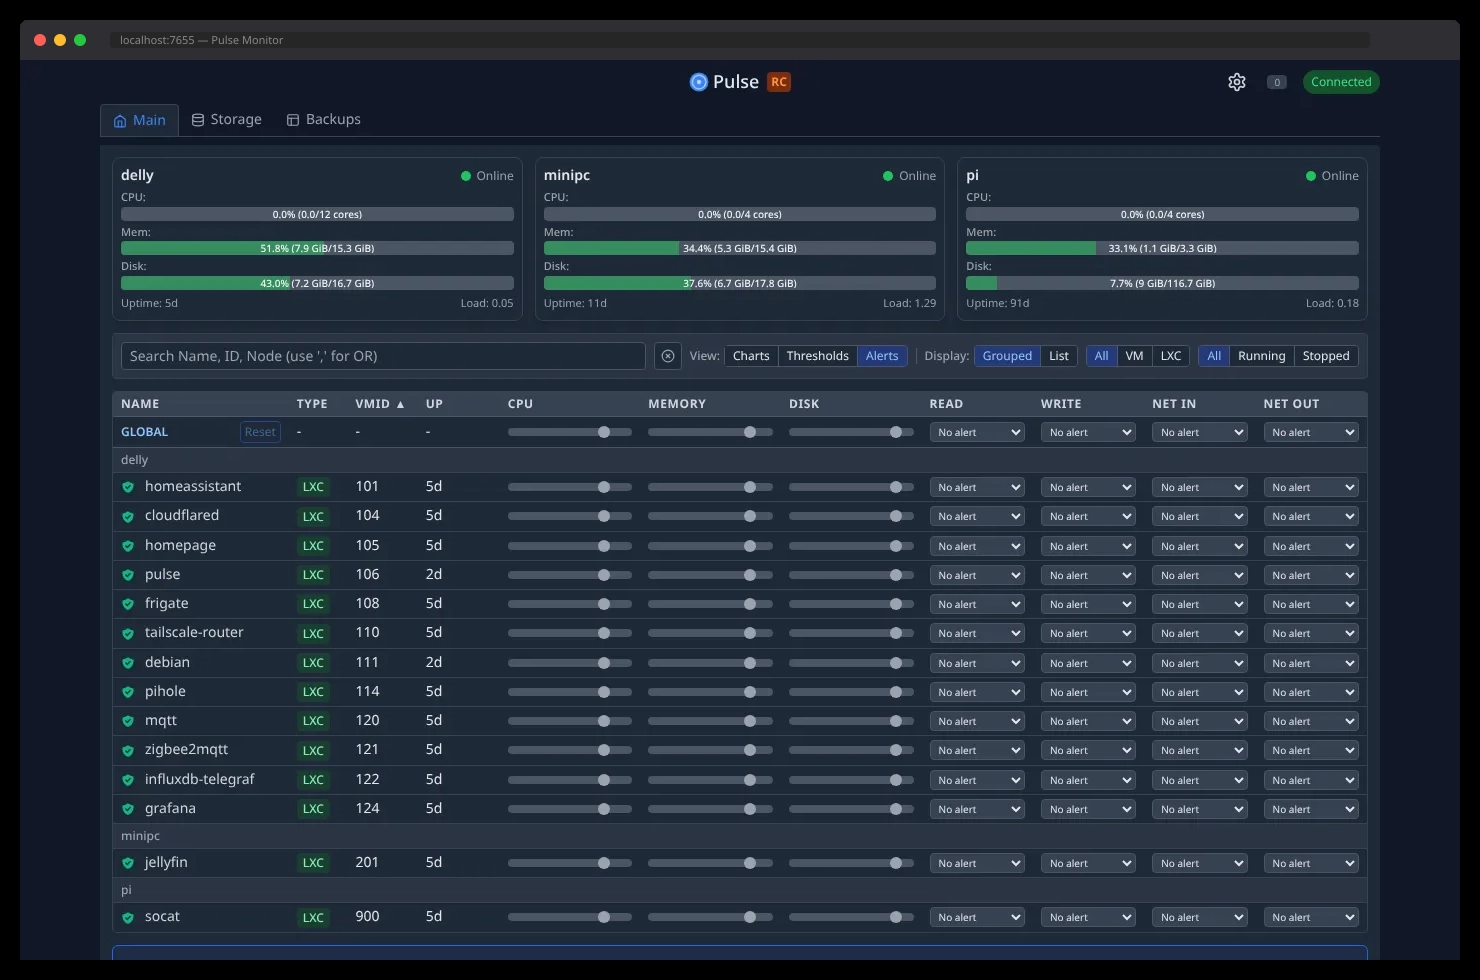 localhost:7655 — Pulse Monitor
Pulse RC
0 Connected
Main Storage Backups
delly Online
CPU:
0.0% (0.0/12 cores)
Mem:
51.8% (7.9 GiB/15.3 GiB)
Disk:
43.0% (7.2 GiB/16.7 GiB)
Uptime: 5d Load: 0.05
minipc Online
CPU:
0.0% (0.0/4 cores)
Mem:
34.4% (5.3 GiB/15.4 GiB)
Disk:
37.6% (6.7 GiB/17.8 GiB)
Uptime: 11d Load: 1.29
pi Online
CPU:
0.0% (0.0/4 cores)
Mem:
33.1% (1.1 GiB/3.3 GiB)
Disk:
7.7% (9 GiB/116.7 GiB)
Uptime: 91d Load: 0.18
Search Name, ID, Node (use ',' for OR) View: Charts Thresholds Alerts Display: Grouped List All VM LXC All Running Stopped
NAME TYPE VMID ▲ UP CPU MEMORY DISK READ WRITE NET IN NET OUT
GLOBAL Reset - - - No alert No alert No alert No alert
delly
homeassistant LXC 101 5d No alert No alert No alert No alert
cloudflared LXC 104 5d No alert No alert No alert No alert
homepage LXC 105 5d No alert No alert No alert No alert
pulse LXC 106 2d No alert No alert No alert No alert
frigate LXC 108 5d No alert No alert No alert No alert
tailscale-router LXC 110 5d No alert No alert No alert No alert
debian LXC 111 2d No alert No alert No alert No alert
pihole LXC 114 5d No alert No alert No alert No alert
mqtt LXC 120 5d No alert No alert No alert No alert
zigbee2mqtt LXC 121 5d No alert No alert No alert No alert
influxdb-telegraf LXC 122 5d No alert No alert No alert No alert
grafana LXC 124 5d No alert No alert No alert No alert
minipc
jellyfin LXC 201 5d No alert No alert No alert No alert
pi
socat LXC 900 5d No alert No alert No alert No alert